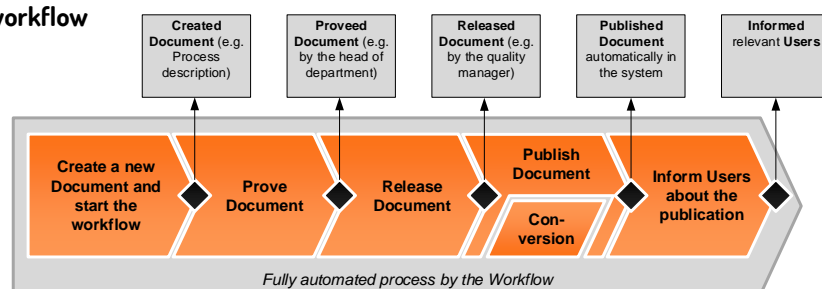 workflow
Created
Document (e.g.
Process
description)
Proveed
Document (e.g.
by the head of
department)
Released
Document (e.g.
by the quality
manager)
Published
Document
automatically in
the system
Informed
relevant Users
Create a new
Document and
start the
workflow
Prove
Document
Release
Document
Publish
Document
Con-
version
Inform Users
about the
publication
Fully automated process by the Workflow